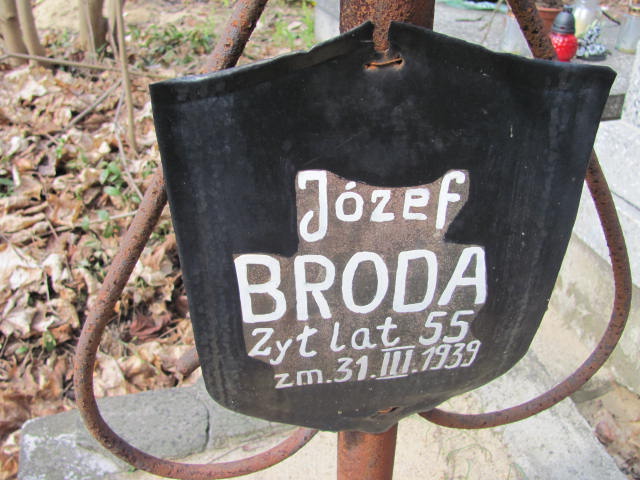 Józef
BRODA
Żył lat 55
zm.31.III.1939